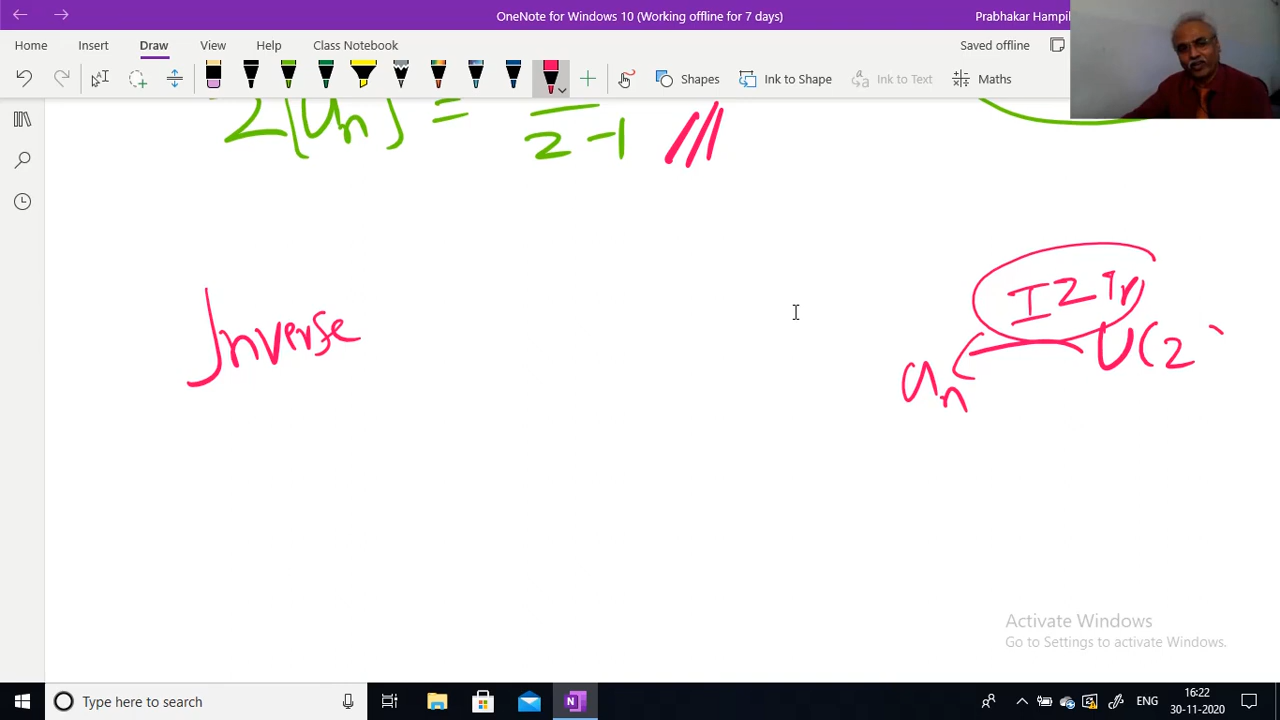 OneNote for Windows 10 (Working offline for 7 days)
Prabhakar Hampil
Home Insert Draw View Help Class Notebook
Saved offline
Shapes Ink to Shape Ink to Text Maths
Z[Un] =
Z-1
Inverse
IZTr
Un
U(Z
Activate Windows
Go to Settings to activate Windows.
Type here to search
ENG
16:22
30-11-2020